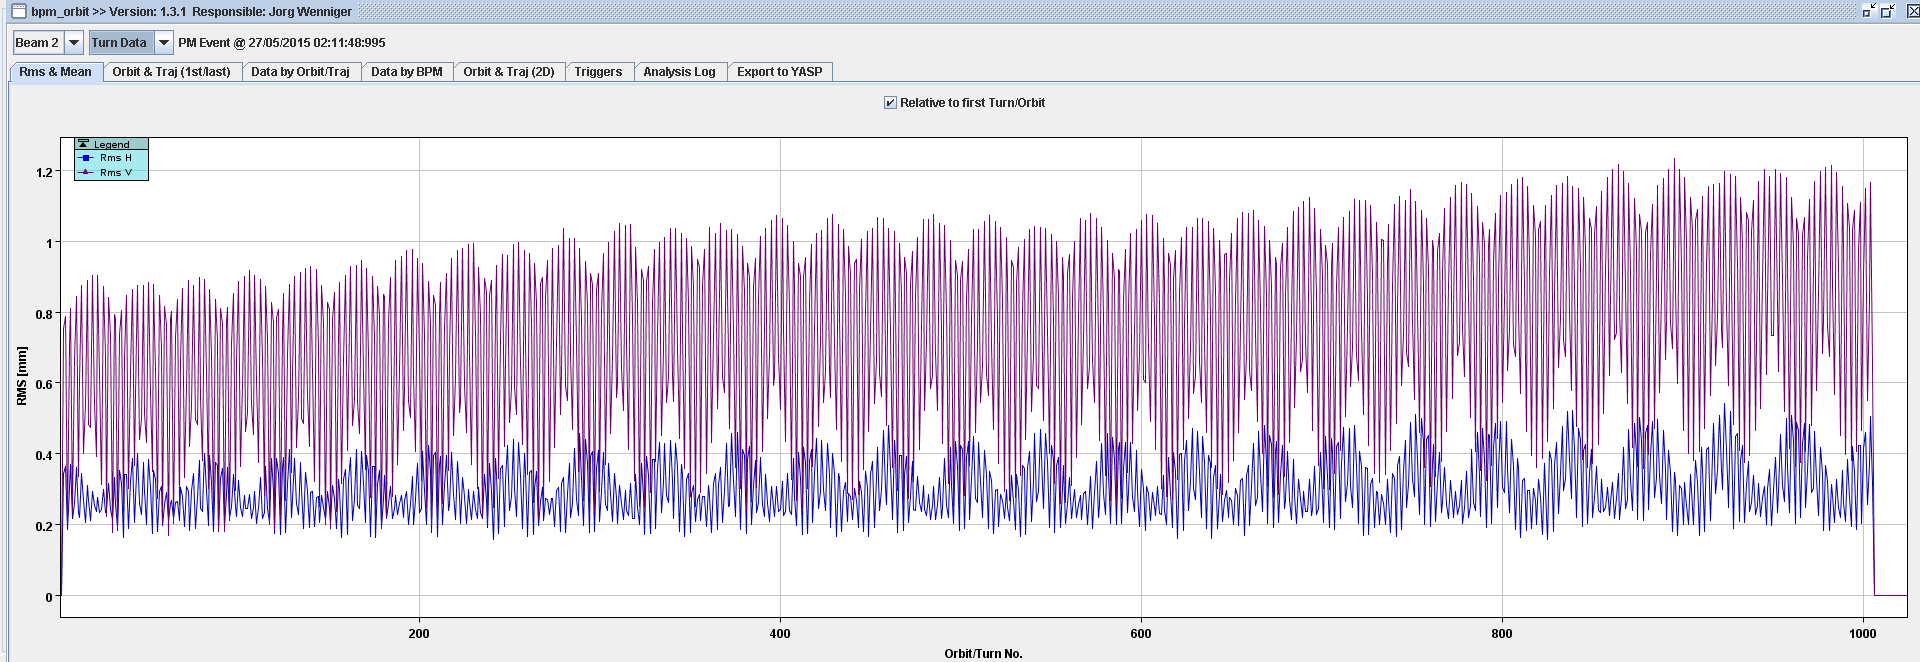 bpm_orbit >> Version: 1.3.1 Responsible: Jorg Wenniger
Beam 2 Turn Data PM Event @ 27/05/2015 02:11:48:995
Rms & Mean Orbit & Traj (1st/last) Data by Orbit/Traj Data by BPM Orbit & Traj (2D) Triggers Analysis Log Export to YASP
Relative to first Turn/Orbit
Legend
Rms H
Rms V
1.2
1
0.8
0.6
0.4
0.2
0
RMS [mm]
200 400 600 800 1000
Orbit/Turn No.